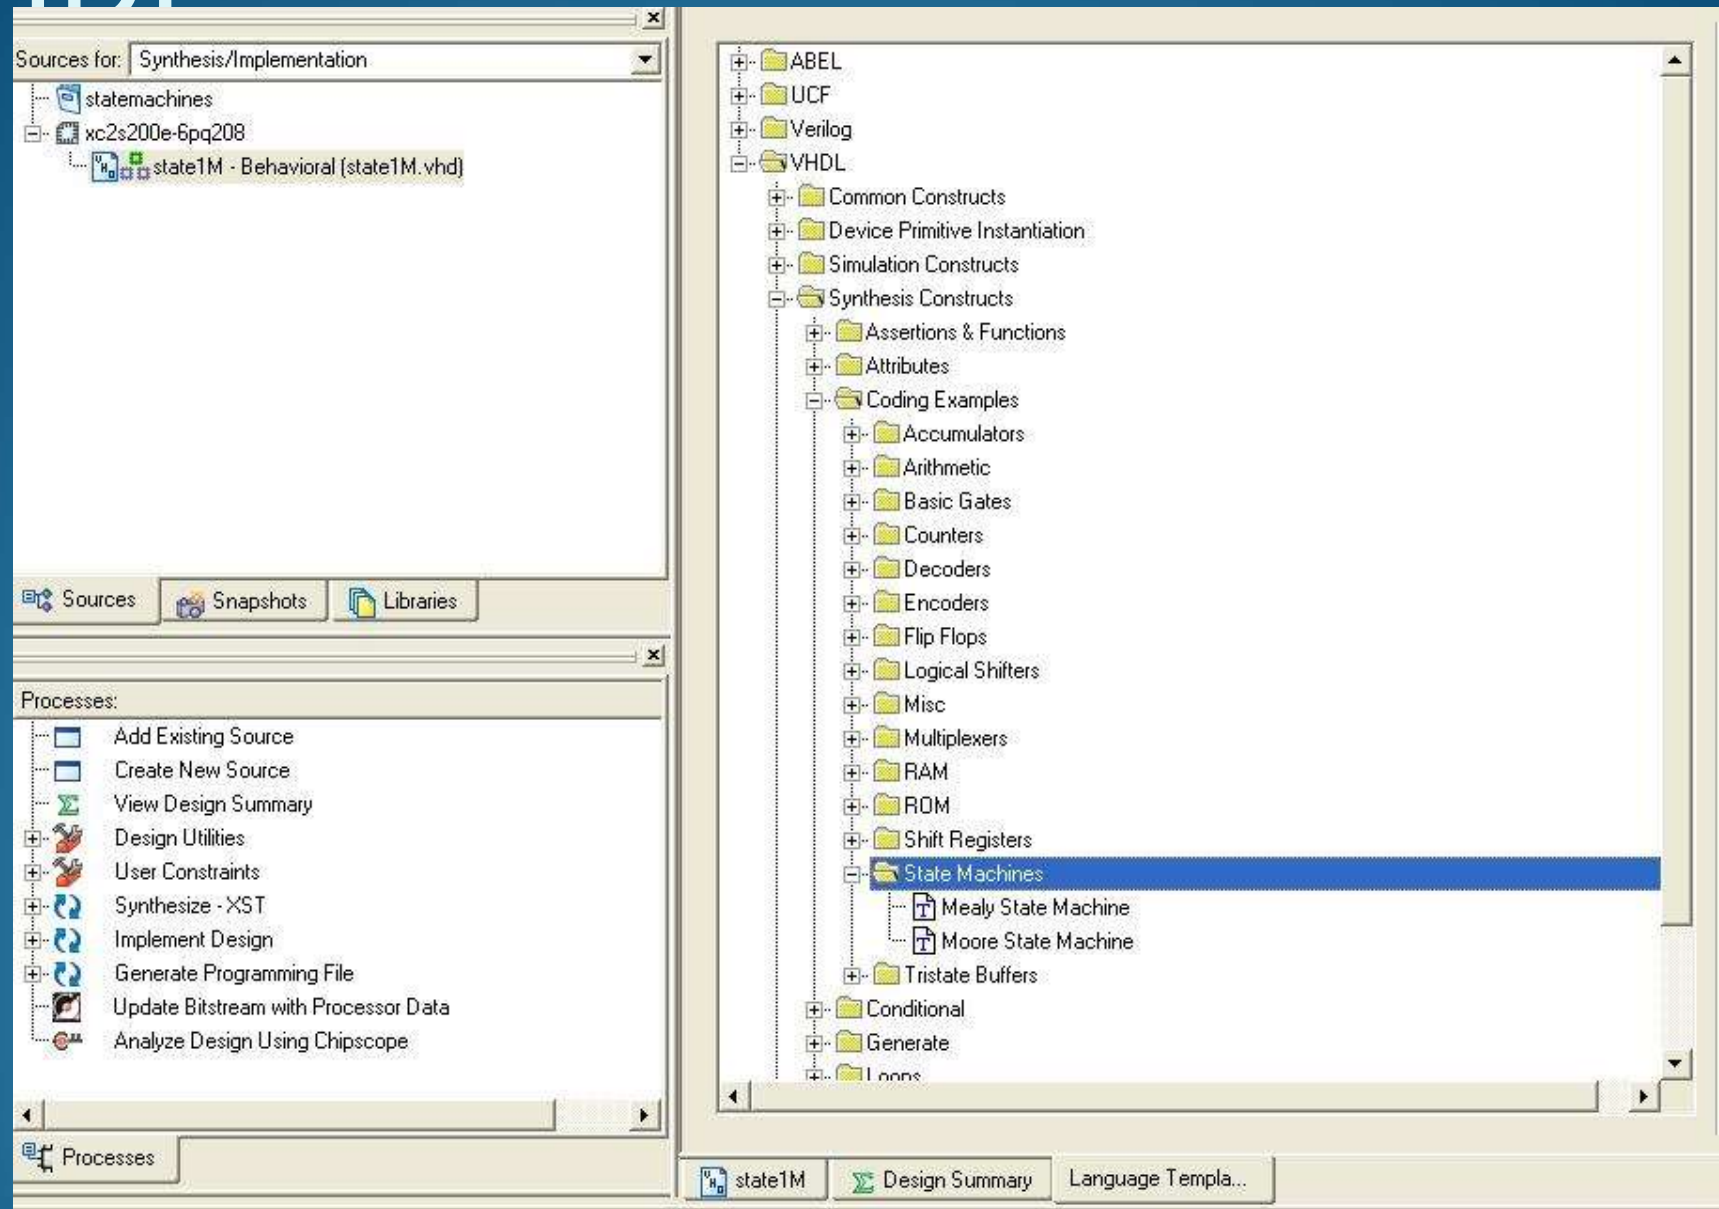 Sources for: Synthesis/Implementation
statemachines
xc2s200e-6pq208
state1M - Behavioral (state1M.vhd)
Sources Snapshots Libraries
Processes:
Add Existing Source
Create New Source
View Design Summary
Design Utilities
User Constraints
Synthesize - XST
Implement Design
Generate Programming File
Update Bitstream with Processor Data
Analyze Design Using Chipscope
Processes
ABEL
UCF
Verilog
VHDL
Common Constructs
Device Primitive Instantiation
Simulation Constructs
Synthesis Constructs
Assertions & Functions
Attributes
Coding Examples
Accumulators
Arithmetic
Basic Gates
Counters
Decoders
Encoders
Flip Flops
Logical Shifters
Misc
Multiplexers
RAM
ROM
Shift Registers
State Machines
Mealy State Machine
Moore State Machine
Tristate Buffers
Conditional
Generate
Loops
state1M Design Summary Language Templa...